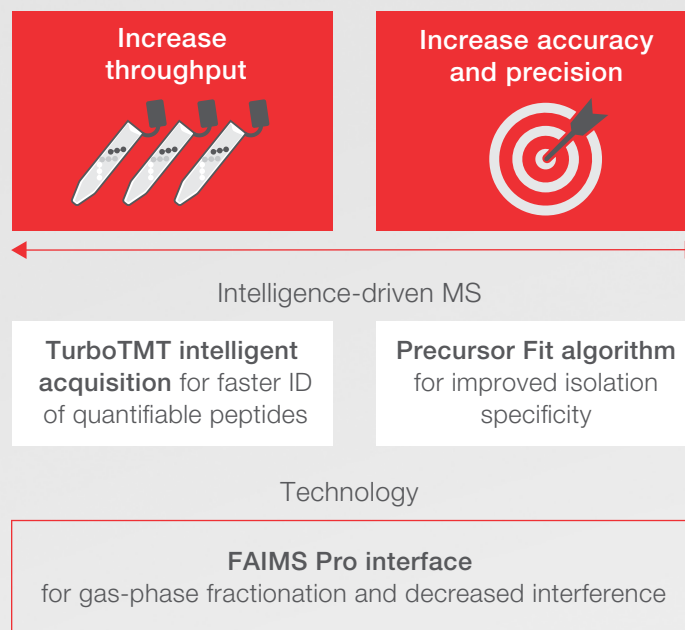 Increase
throughput
Increase accuracy
and precision
Intelligence-driven MS
TurboTMT intelligent
acquisition for faster ID
of quantifiable peptides
Precursor Fit algorithm
for improved isolation
specificity
Technology
FAIMS Pro interface
for gas-phase fractionation and decreased interference